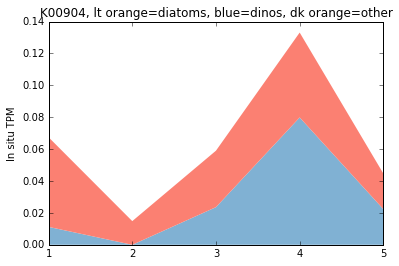 K00904, lt orange=diatoms, blue=dinos, dk orange=other
0.14
0.12
0.10
0.08
0.06
0.04
0.02
0.00
In situ TPM
1 2 3 4 5